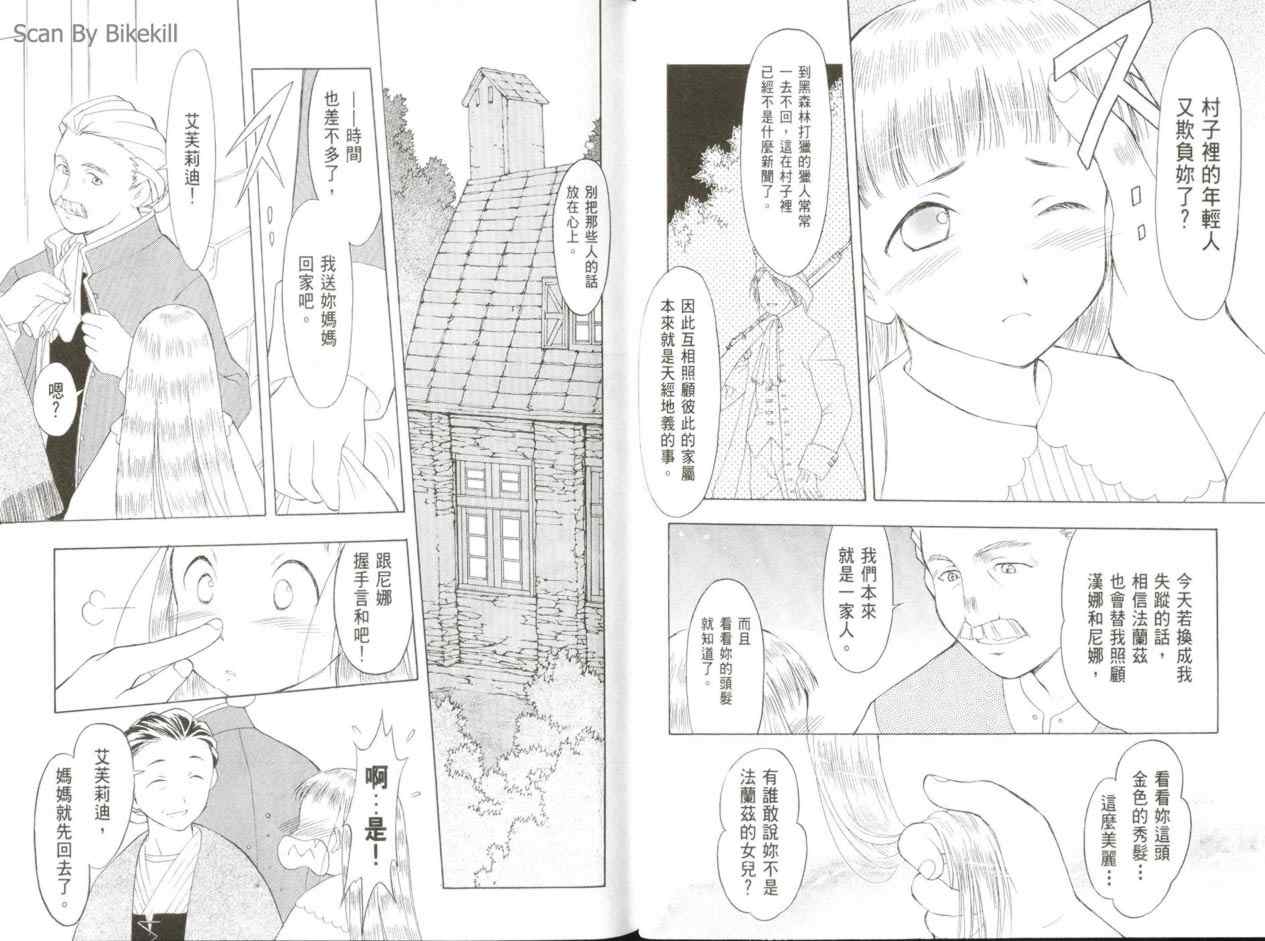 Scan By Bikekill
村子裡的年輕人
又欺負妳了?
ス
到黑森林打獵的獵人常常
一去不回,這在村子裡
已經不是什麼新聞了。
因此互相照顧彼此的家屬
本來就是天經地義的事。
今天若換成我
失蹤的話,
相信法蘭茲
也會替我照顧
漢娜和尼娜,
我們本來
就是一家人。
而且
看看妳的頭髮
就知道了。
看看妳這頭
金色的秀髮…
這麼美麗…
有誰敢說妳不是
法蘭茲的女兒?
別把那些人的話
放在心上。
——時間
也差不多了,
我送妳媽媽
回家吧。
艾芙莉迪!
嗯?
跟尼娜
握手言和吧!
啊…是!
艾芙莉迪,
媽媽就先回去了。